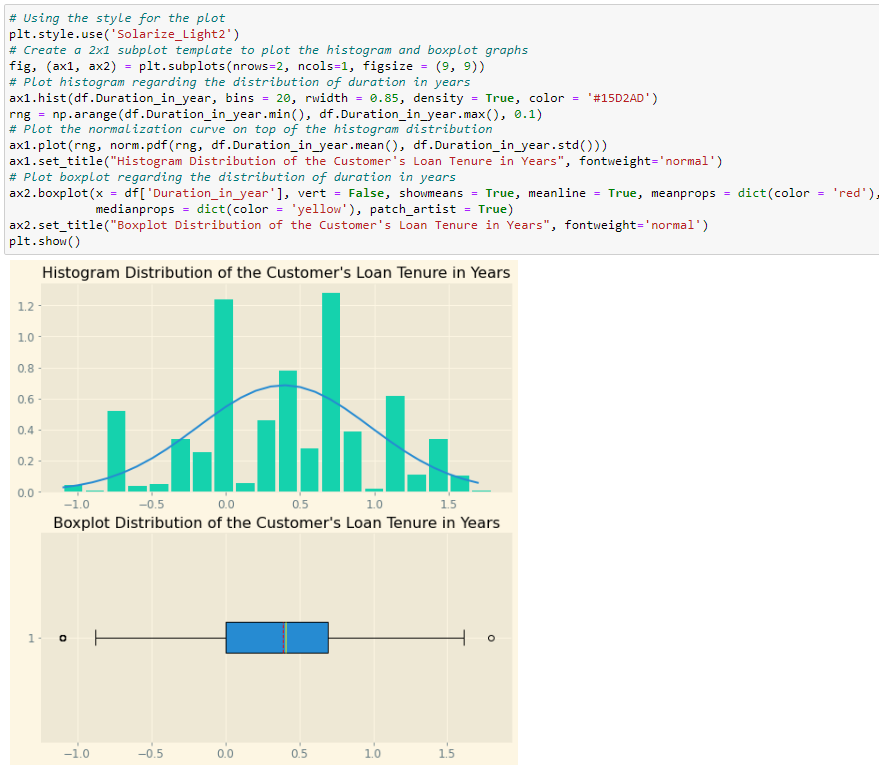 # Using the style for the plot
plt.style.use('Solarize_Light2')
# Create a 2x1 subplot template to plot the histogram and boxplot graphs
fig, (ax1, ax2) = plt.subplots(nrows=2, ncols=1, figsize = (9, 9))
# Plot histogram regarding the distribution of duration in years
ax1.hist(df.Duration_in_year, bins = 20, rwidth = 0.85, density = True, color = '#15D2AD')
rng = np.arange(df.Duration_in_year.min(), df.Duration_in_year.max(), 0.1)
# Plot the normalization curve on top of the histogram distribution
ax1.plot(rng, norm.pdf(rng, df.Duration_in_year.mean(), df.Duration_in_year.std()))
ax1.set_title("Histogram Distribution of the Customer's Loan Tenure in Years", fontweight='normal')
# Plot boxplot regarding the distribution of duration in years
ax2.boxplot(x = df['Duration_in_year'], vert = False, showmeans = True, meanline = True, meanprops = dict(color = 'red'),
medianprops = dict(color = 'yellow'), patch_artist = True)
ax2.set_title("Boxplot Distribution of the Customer's Loan Tenure in Years", fontweight='normal')
plt.show()
Histogram Distribution of the Customer's Loan Tenure in Years
1.2
1.0
0.8
0.6
0.4
0.2
0.0
−1.0 −0.5 0.0 0.5 1.0 1.5
Boxplot Distribution of the Customer's Loan Tenure in Years
1
−1.0 −0.5 0.0 0.5 1.0 1.5